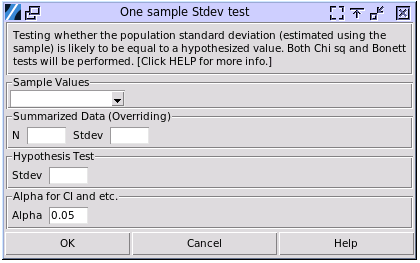 One sample Stdev test
Testing whether the population standard deviation (estimated using the
sample) is likely to be equal to a hypothesized value. Both Chi sq and Bonett
tests will be performed. [Click HELP for more info.]
Sample Values
Summarized Data (Overriding)
N Stdev
Hypothesis Test
Stdev
Alpha for CI and etc.
Alpha 0.05
OK Cancel Help